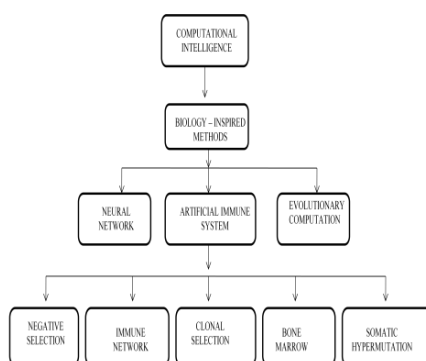 COMPUTATIONAL
INTELLIGENCE
BIOLOGY – INSPIRED
METHODS
NEURAL
NETWORK
ARTIFICIAL IMMUNE
SYSTEM
EVOLUTIONARY
COMPUTATION
NEGATIVE
SELECTION
IMMUNE
NETWORK
CLONAL
SELECTION
BONE
MARROW
SOMATIC
HYPERMUTATION